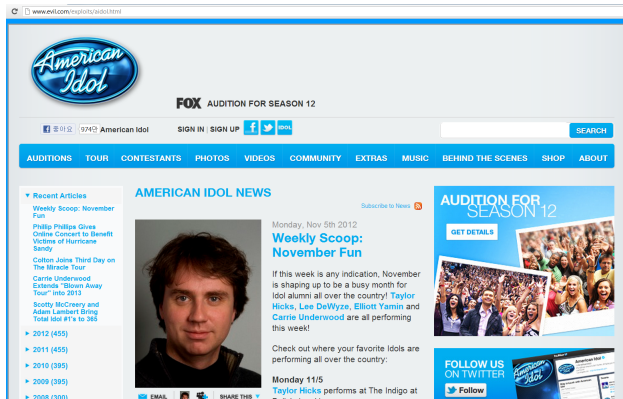 www.evil.com/exploits/aidol.html
American
Idol
FOX AUDITION FOR SEASON 12
좋아요 974만 American Idol SIGN IN | SIGN UP IDOL SEARCH
AUDITIONS TOUR CONTESTANTS PHOTOS VIDEOS COMMUNITY EXTRAS MUSIC BEHIND THE SCENES SHOP ABOUT
Recent Articles
Weekly Scoop: November
Fun
Phillip Phillips Gives
Online Concert to Benefit
Victims of Hurricane
Sandy
Colton Joins Third Day on
The Miracle Tour
Carrie Underwood
Extends "Blown Away
Tour" into 2013
Scotty McCreery and
Adam Lambert Bring
Total Idol #1's to 365
2012 (455)
2011 (455)
2010 (395)
2009 (395)
2008 (300)
AMERICAN IDOL NEWS
Subscribe to News
Monday, Nov 5th 2012
Weekly Scoop:
November Fun
If this week is any indication, November
is shaping up to be a busy month for
Idol alumni all over the country! Taylor
Hicks, Lee DeWyze, Elliott Yamin and
Carrie Underwood are all performing
this week!
Check out where your favorite Idols are
performing all over the country:
Monday 11/5
Taylor Hicks performs at The Indigo at
EMAIL SHARE THIS
AUDITION FOR
SEASON 12
GET DETAILS
FOLLOW US
ON TWITTER
Follow